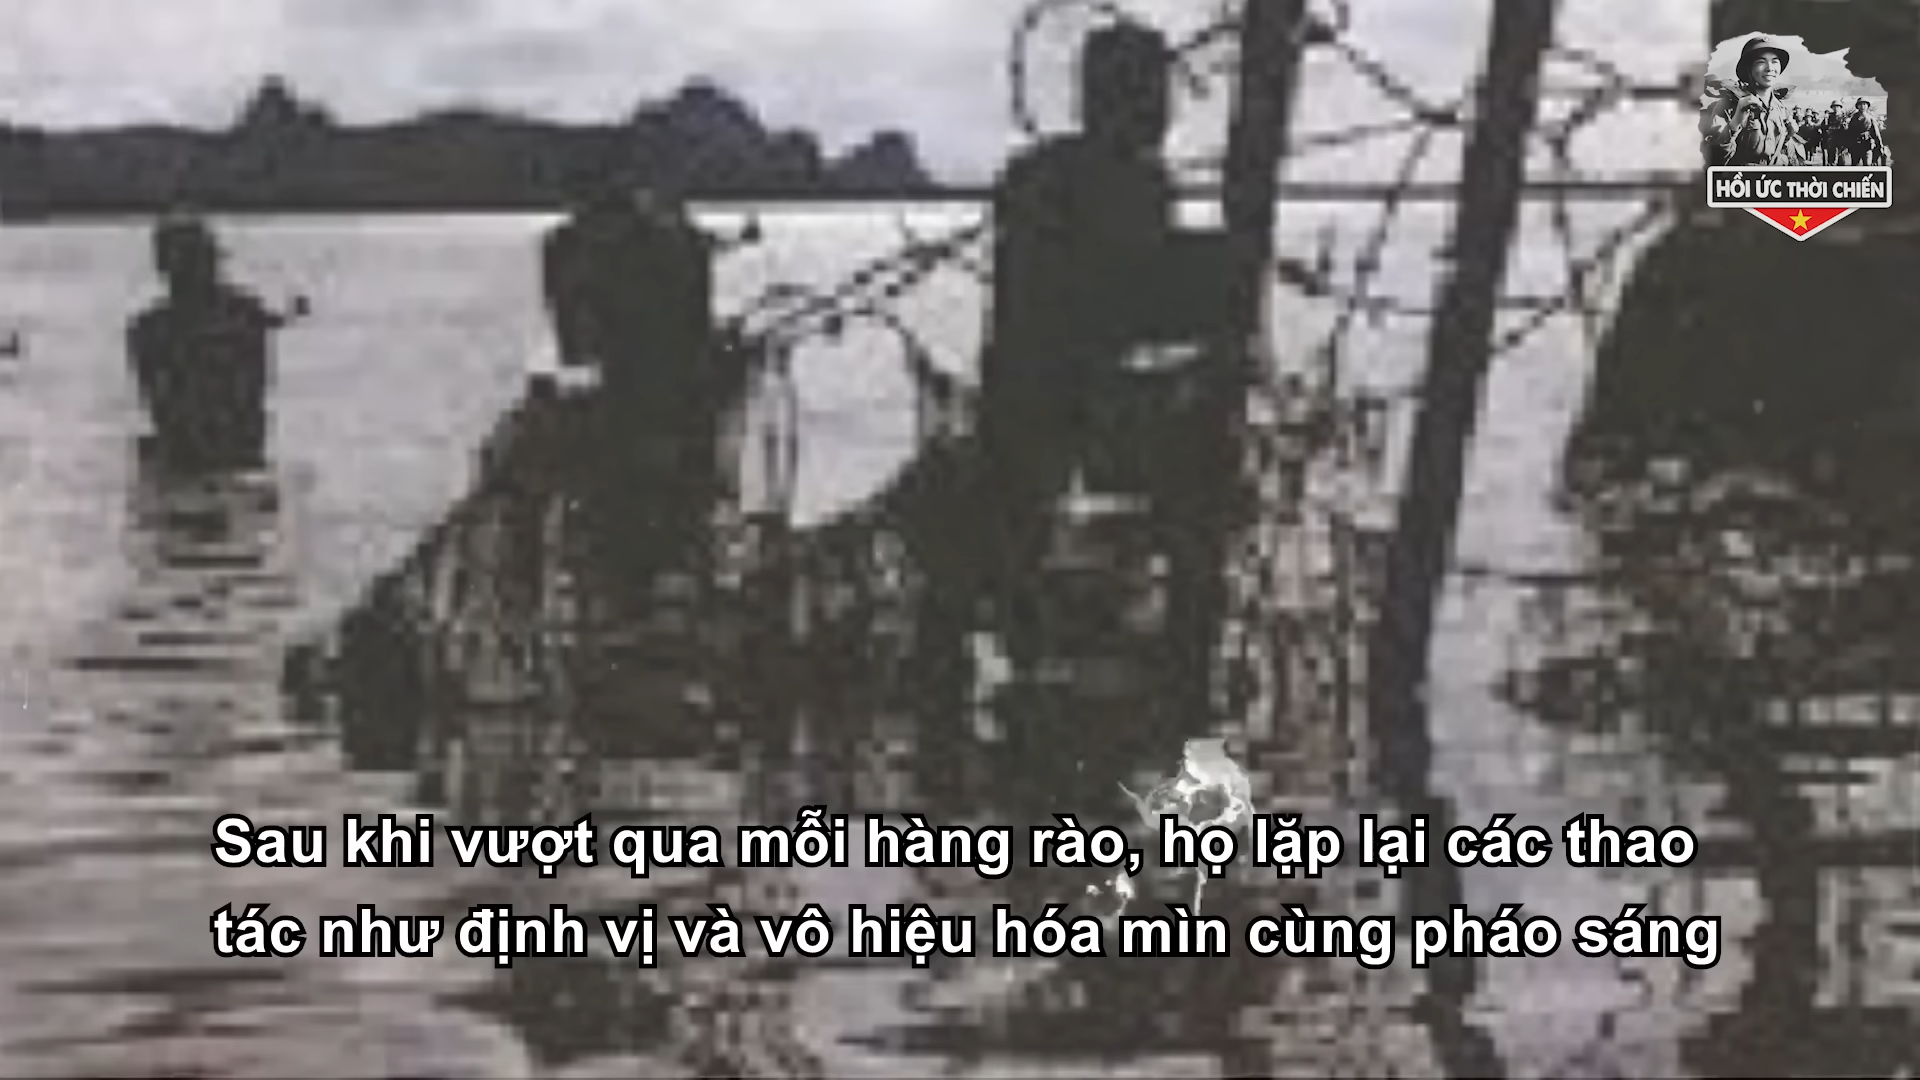 HỒI ỨC THỜI CHIẾN
Sau khi vượt qua mỗi hàng rào, họ lặp lại các thao
tác như định vị và vô hiệu hóa mìn cùng pháo sáng